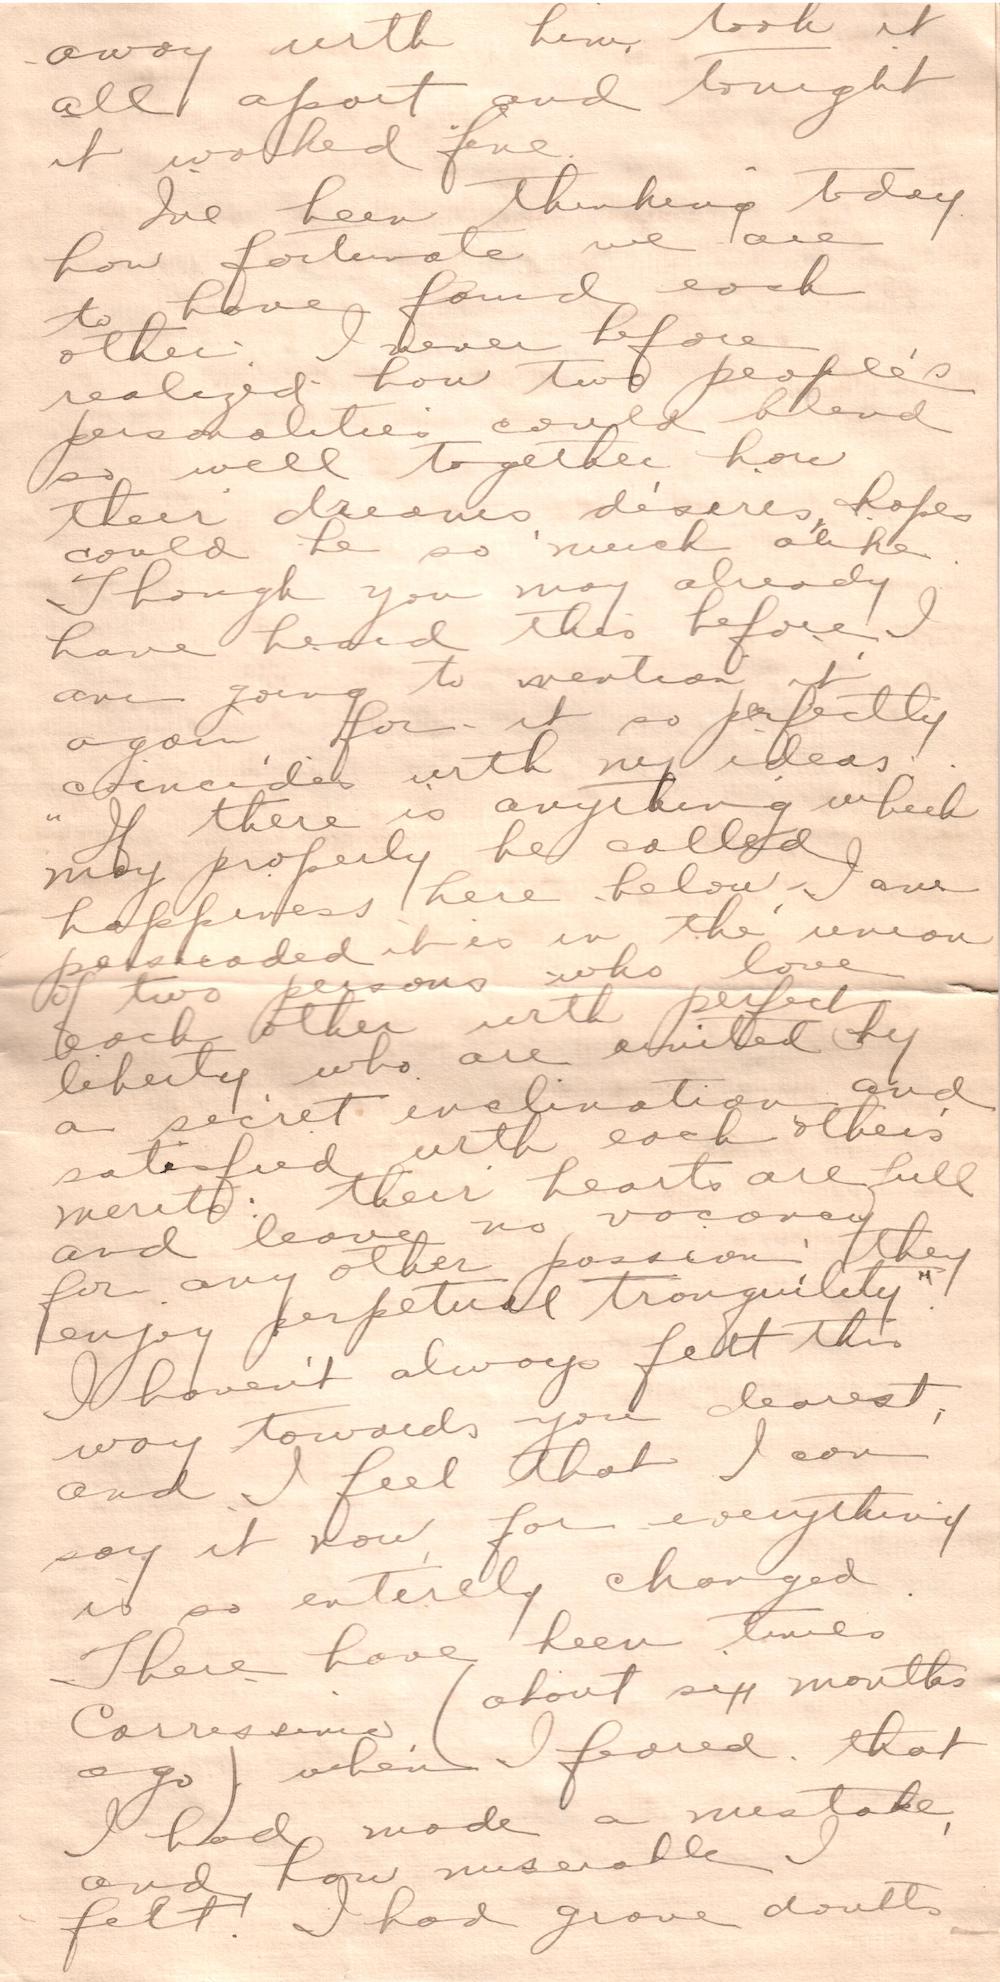 away with him, took it
all apart and tonight
it worked fine.
I've been thinking today
how fortunate we are
to have found each
other. I never before
realized how two people's
personalities could blend
so well together how
their dreams, desires, hopes
could be so much alike.
Though you may already
have heard this before, I
am going to mention it
again, for it so perfectly
coincides with my ideas.
"If there is anything which
may properly be called
happiness here below, I am
persuaded it is in the union
of two persons who love
each other with perfect
liberty who are united by
a secret inclination and
satisfied with each other's
merits: their hearts are full
and leave no vacancy
for any other passion; they
enjoy perpetual tranquility".
I haven't always felt this
way towards you dearest,
and I feel that I can
say it now, for everything
is so enterely changed.
There have been times
Carressimo (about six months
ago) when I feared that
I had made a mistake,
and how miserable I
felt! I had grave doubts